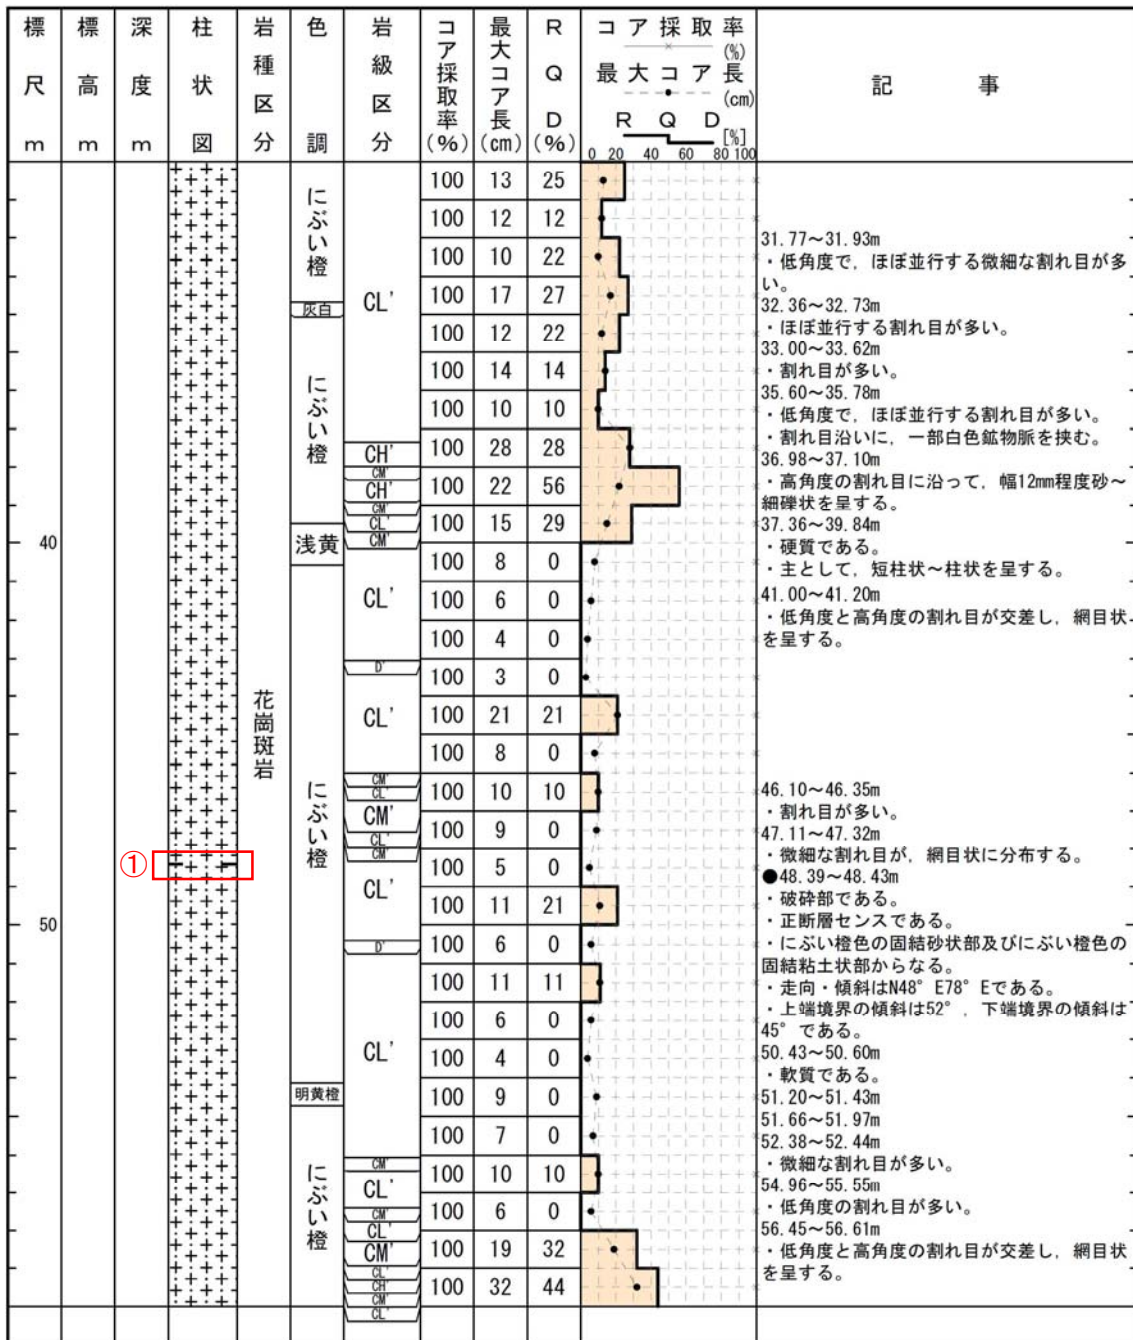 標尺m
標高m
深度m
柱状図
岩種区分
色調
岩級区分
コア採取率(%)
最大コア長(cm)
RQD(%)
コア採取率
(%)
最大コア長
(cm)
RQD
[%]
0 20 40 60 80 100
記事
40
50
①
花崗斑岩
にぶい橙
灰白
にぶい橙
浅黄
にぶい橙
明黄橙
にぶい橙
CL'
CH'
CM'
CH'
CM'
CL'
CM'
CL'
D'
CL'
CM'
CL'
CM'
CL'
CM'
CL'
D'
CL'
CM'
CL'
CM'
CL'
CM'
CL'
CH'
CM'
CL'
100 13 25
100 12 12
100 10 22
100 17 27
100 12 22
100 14 14
100 10 10
100 28 28
100 22 56
100 15 29
100 8 0
100 6 0
100 4 0
100 3 0
100 21 21
100 8 0
100 10 10
100 9 0
100 5 0
100 11 21
100 6 0
100 11 11
100 6 0
100 4 0
100 9 0
100 7 0
100 10 10
100 6 0
100 19 32
100 32 44
31.77～31.93m
・低角度で，ほぼ並行する微細な割れ目が多
い。
32.36～32.73m
・ほぼ並行する割れ目が多い。
33.00～33.62m
・割れ目が多い。
35.60～35.78m
・低角度で，ほぼ並行する割れ目が多い。
・割れ目沿いに，一部白色鉱物脈を挟む。
36.98～37.10m
・高角度の割れ目に沿って，幅12mm程度砂～
細礫状を呈する。
37.36～39.84m
・硬質である。
・主として，短柱状～柱状を呈する。
41.00～41.20m
・低角度と高角度の割れ目が交差し，網目状
を呈する。
46.10～46.35m
・割れ目が多い。
47.11～47.32m
・微細な割れ目が，網目状に分布する。
●48.39～48.43m
・破砕部である。
・正断層センスである。
・にぶい橙色の固結砂状部及びにぶい橙色の
固結粘土状部からなる。
・走向・傾斜はN48°E78°Eである。
・上端境界の傾斜は52°，下端境界の傾斜は
45°である。
50.43～50.60m
・軟質である。
51.20～51.43m
51.66～51.97m
52.38～52.44m
・微細な割れ目が多い。
54.96～55.55m
・低角度の割れ目が多い。
56.45～56.61m
・低角度と高角度の割れ目が交差し，網目状
を呈する。